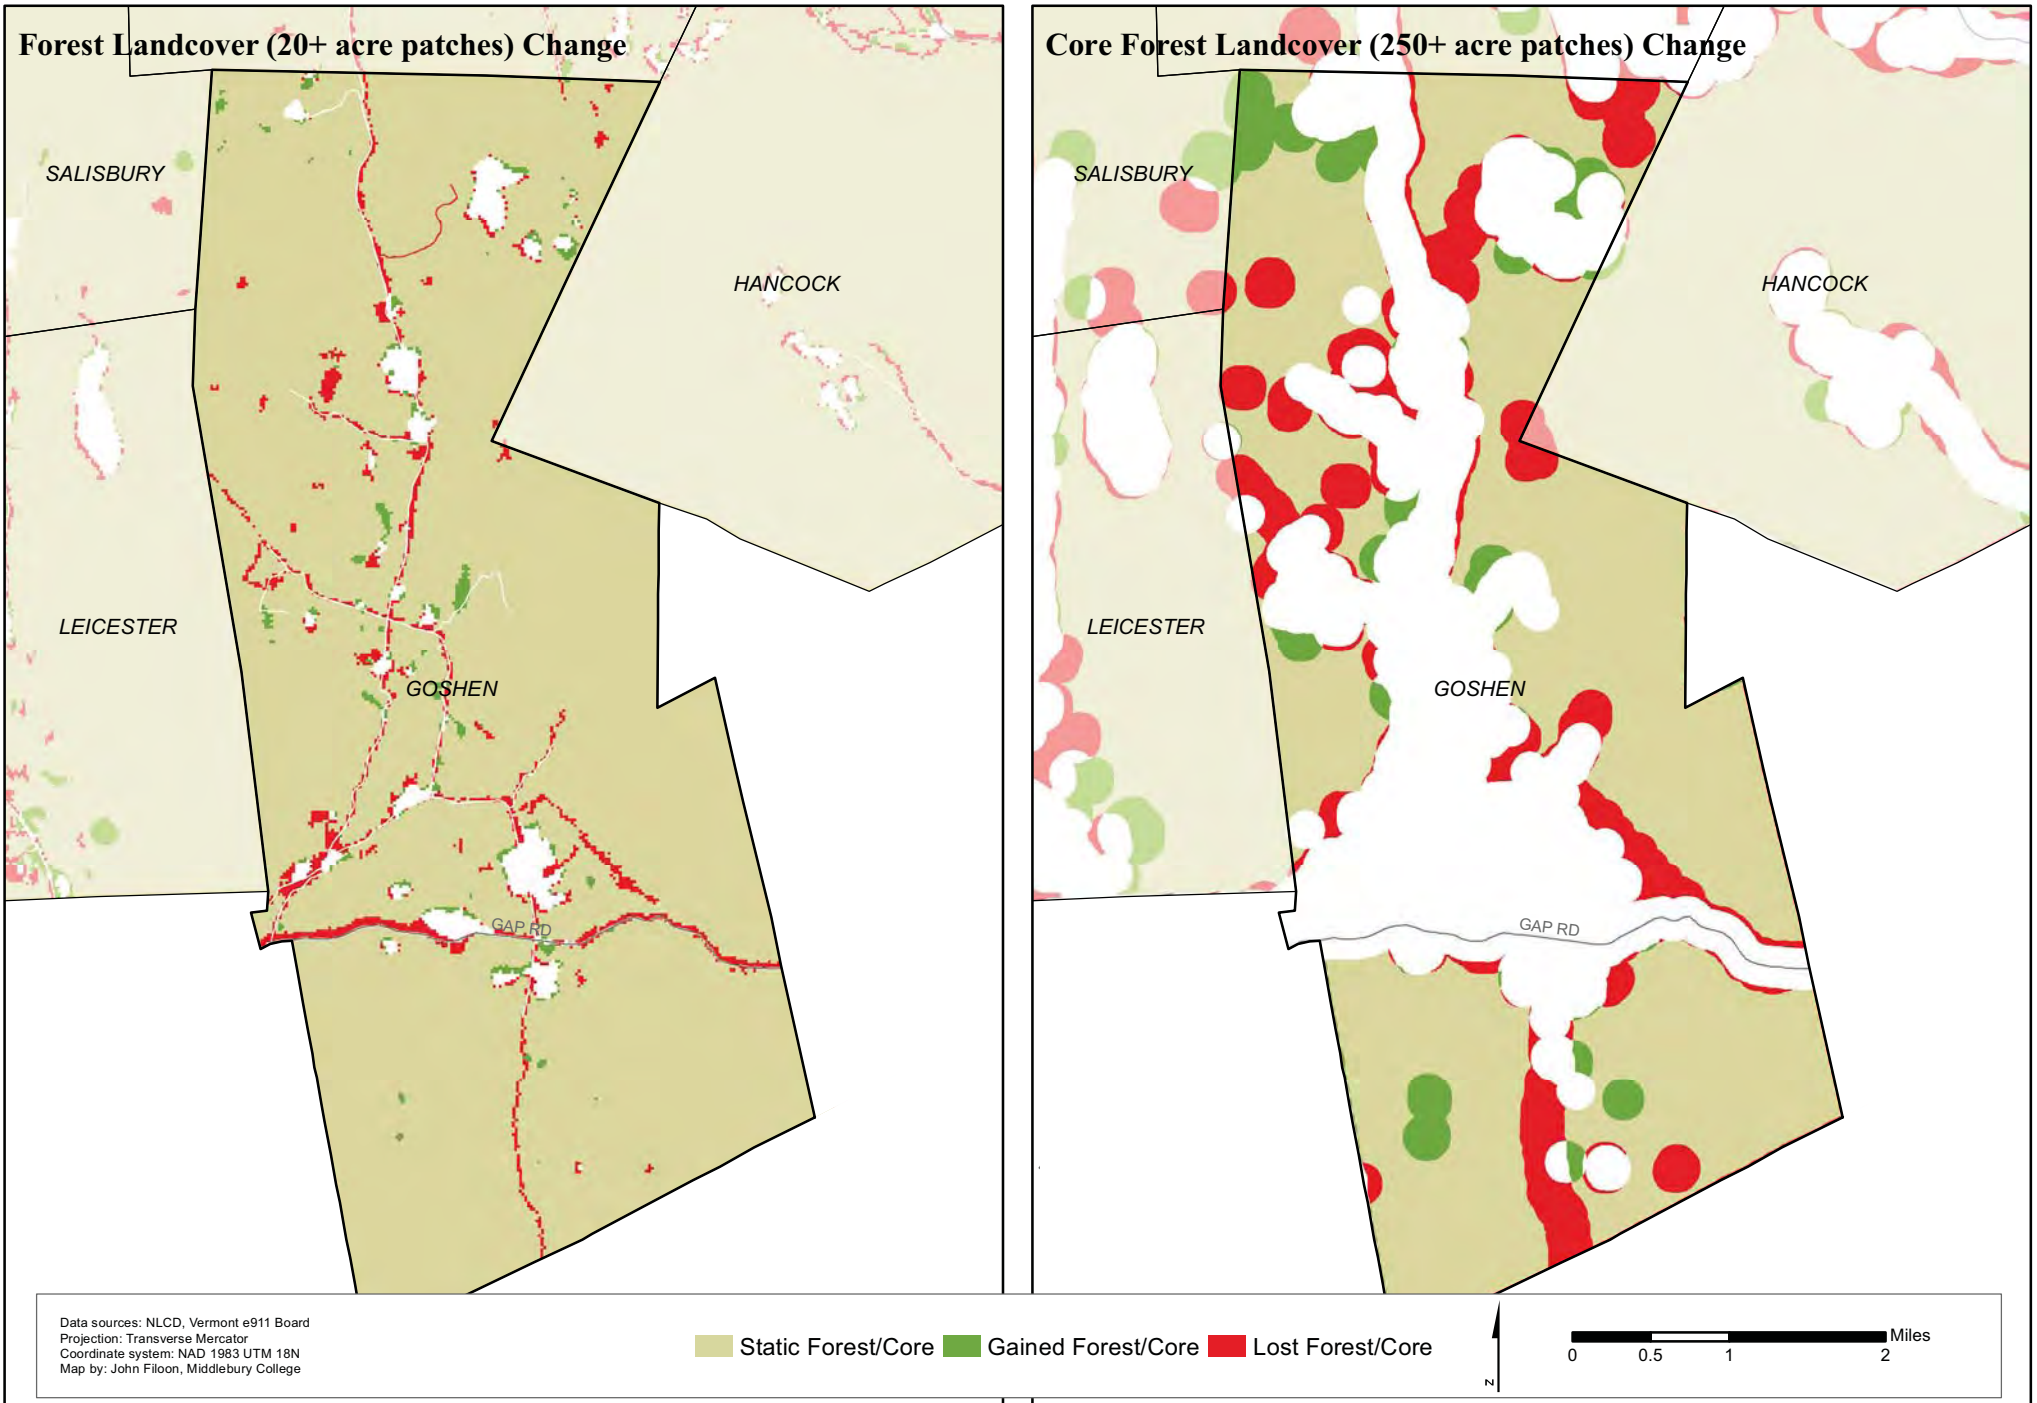 Forest Landcover (20+ acre patches) Change
SALISBURY
HANCOCK
LEICESTER
GOSHEN
GAP RD
Core Forest Landcover (250+ acre patches) Change
SALISBURY
HANCOCK
LEICESTER
GOSHEN
GAP RD
Data sources: NLCD, Vermont e911 Board
Projection: Transverse Mercator
Coordinate system: NAD 1983 UTM 18N
Map by: John Filoon, Middlebury College
Static Forest/Core
Gained Forest/Core
Lost Forest/Core
N
Miles
0 0.5 1 2